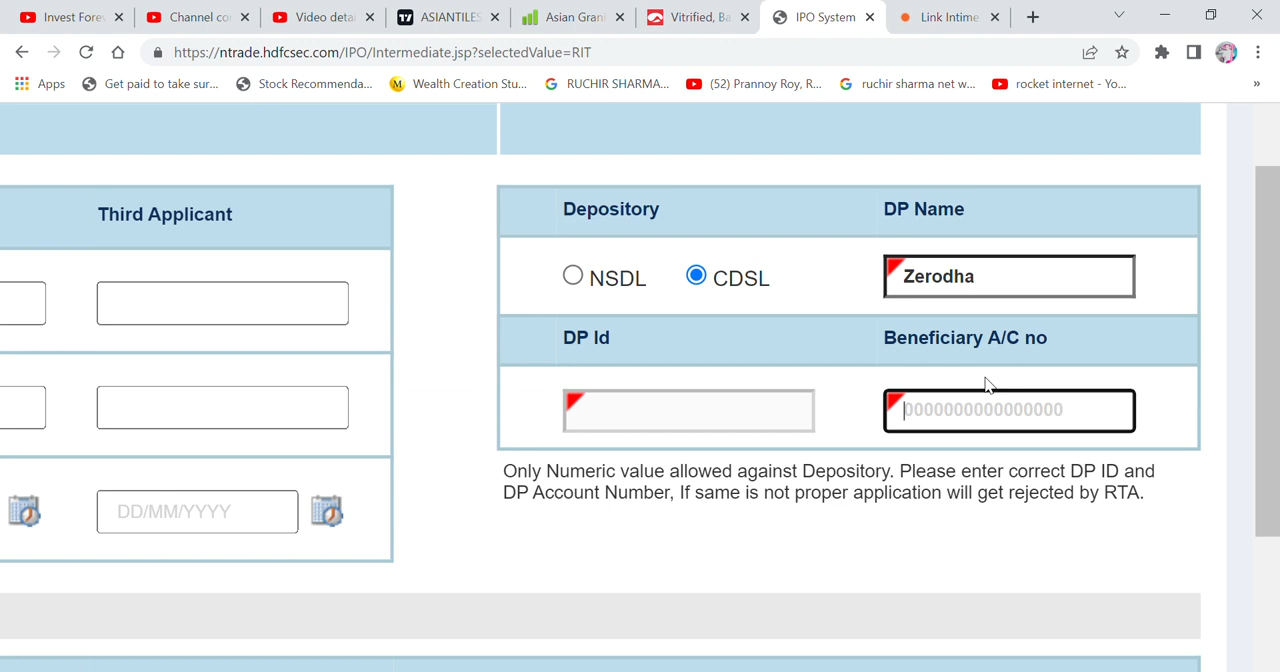 Invest Fore
Channel co
Video detai
ASIANTILES
Asian Grani
Vitrified, Ba
IPO System
Link Intime
https://ntrade.hdfcsec.com/IPO/Intermediate.jsp?selectedValue=RIT
Apps
Get paid to take sur...
Stock Recommenda...
M
Wealth Creation Stu...
RUCHIR SHARMA...
(52) Prannoy Roy, R...
ruchir sharma net w...
rocket internet - Yo...
»
Third Applicant
DD/MM/YYYY
Depository
DP Name
NSDL
CDSL
Zerodha
DP Id
Beneficiary A/C no
0000000000000000
Only Numeric value allowed against Depository. Please enter correct DP ID and
DP Account Number, If same is not proper application will get rejected by RTA.